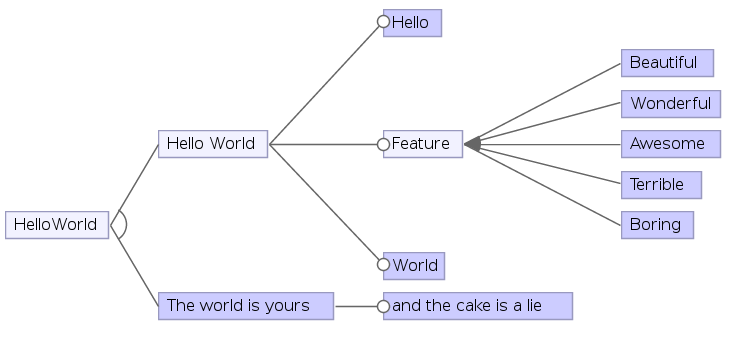 Hello
Beautiful
Wonderful
Hello World
Feature
Awesome
Terrible
HelloWorld
Boring
World
The world is yours
and the cake is a lie